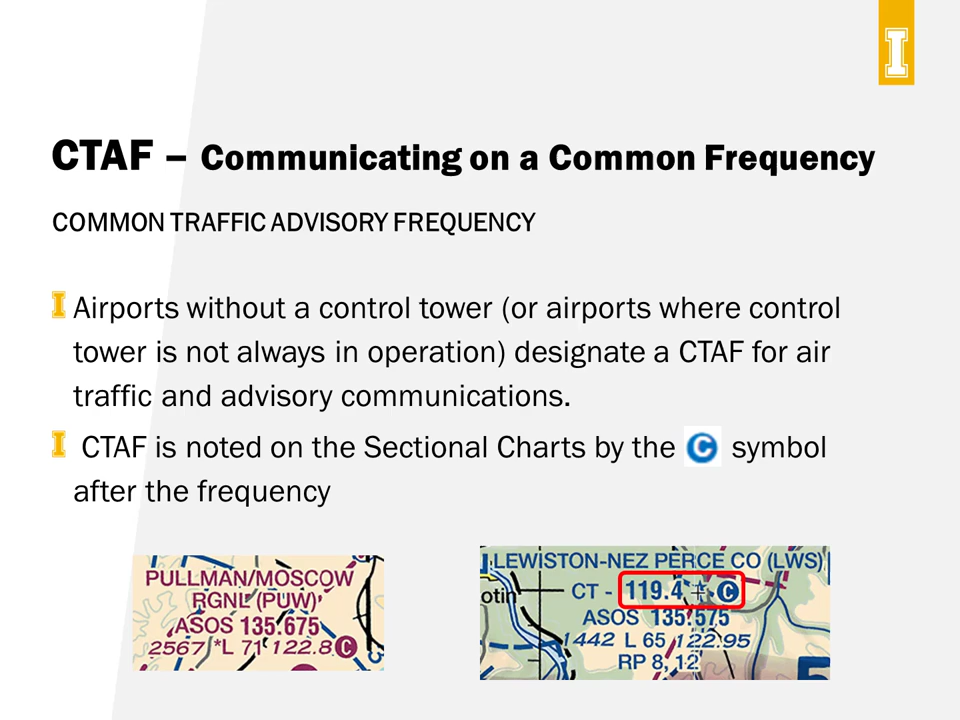 I
CTAF – Communicating on a Common Frequency
COMMON TRAFFIC ADVISORY FREQUENCY
I Airports without a control tower (or airports where control
tower is not always in operation) designate a CTAF for air
traffic and advisory communications.
I CTAF is noted on the Sectional Charts by the C symbol
after the frequency
PULLMAN/MOSCOW
RGNL (PUW)
ASOS 135.675
2567 *L 71 122.8 C
LEWISTON-NEZ PERCE CO (LWS)
otin
CT - 119.4 ★ C
ASOS 135.575
1442 L 65 122.95
RP 8, 12
5